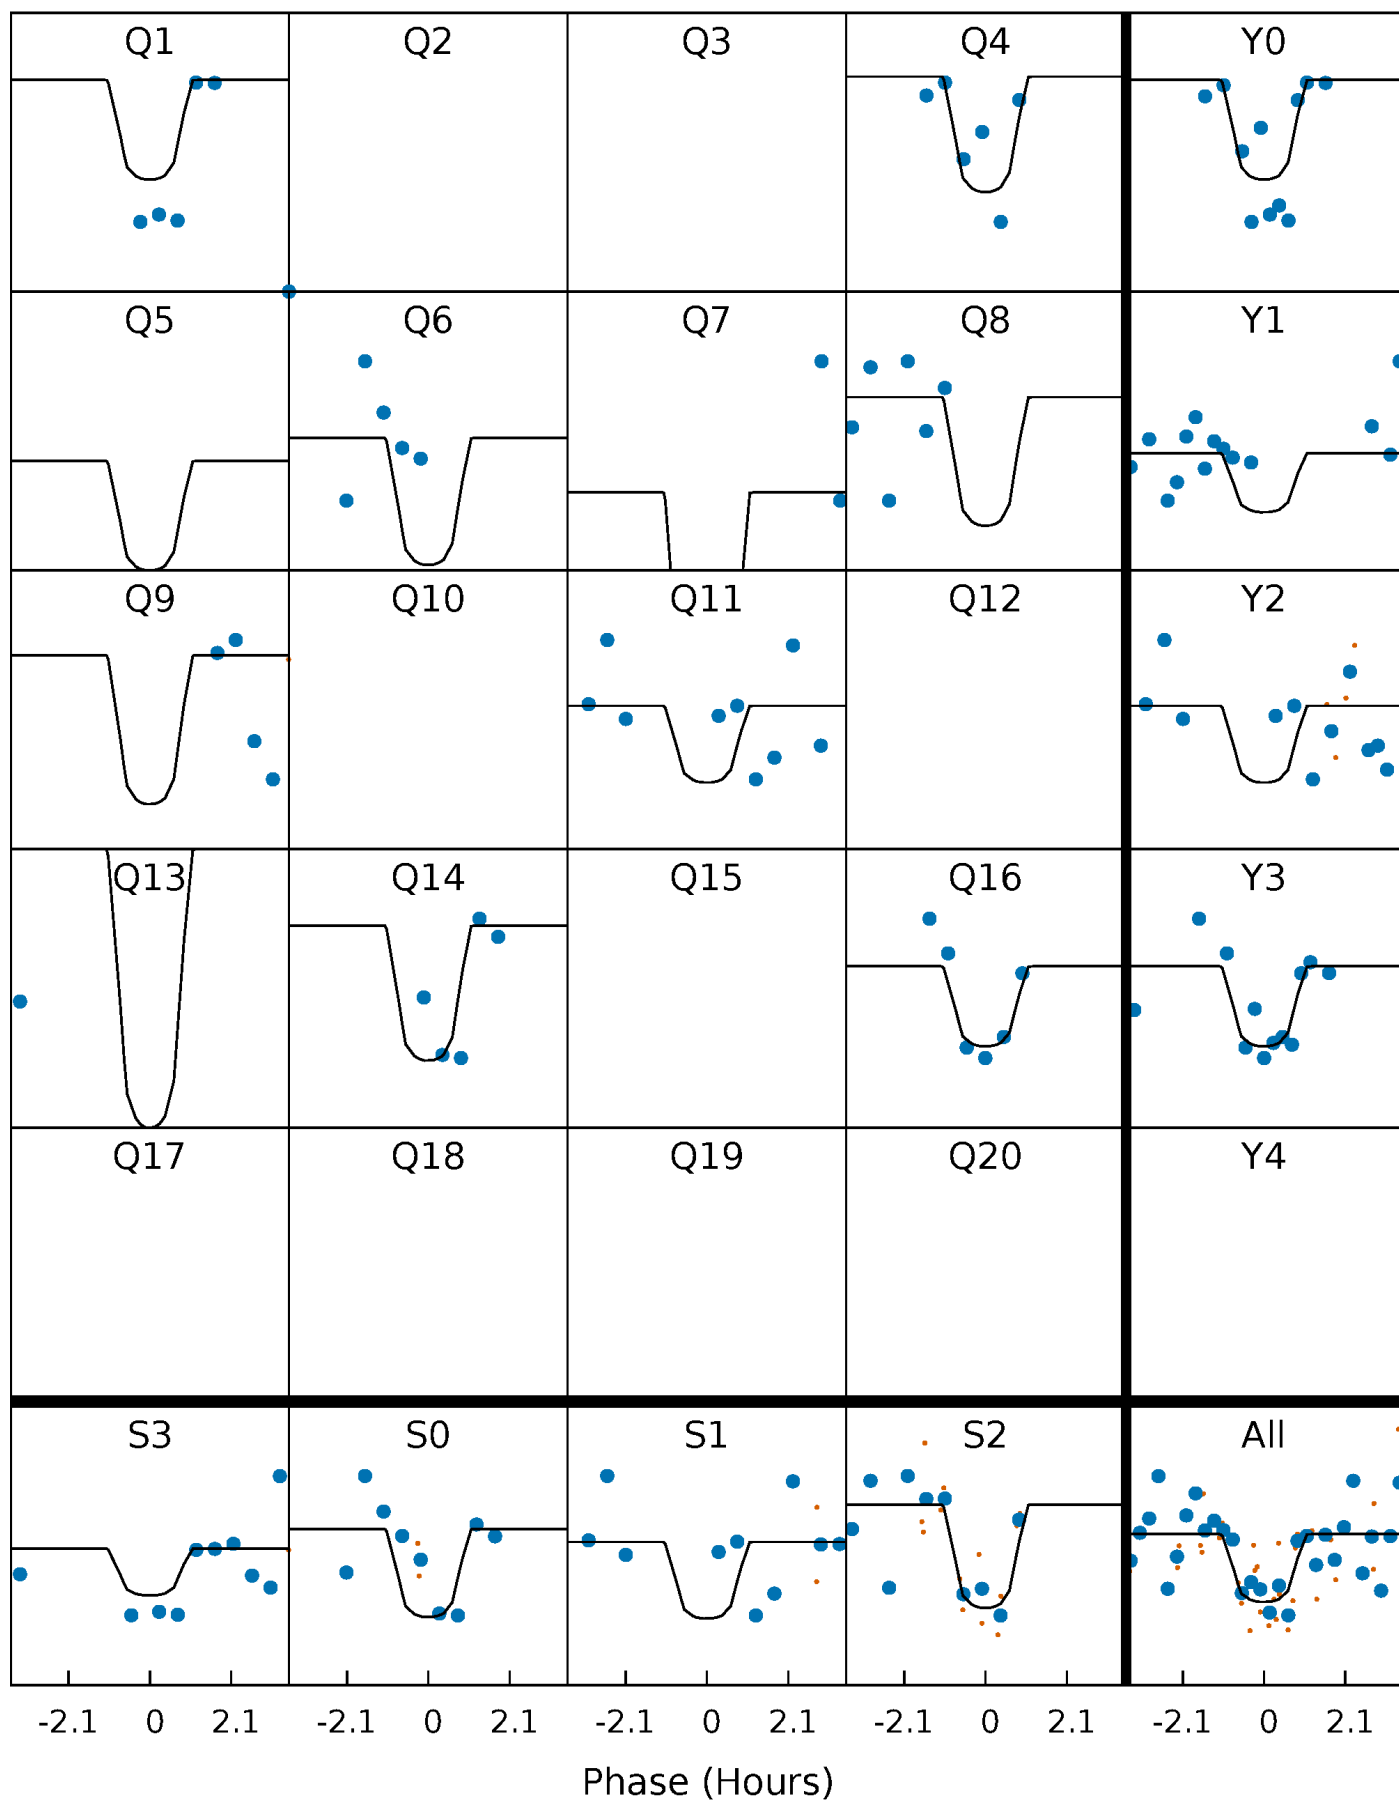 Q1 Q2 Q3 Q4 Y0
Q5 Q6 Q7 Q8 Y1
Q9 Q10 Q11 Q12 Y2
Q13 Q14 Q15 Q16 Y3
Q17 Q18 Q19 Q20 Y4
S3 S0 S1 S2 All
-2.1 0 2.1 -2.1 0 2.1 -2.1 0 2.1 -2.1 0 2.1 -2.1 0 2.1
Phase (Hours)